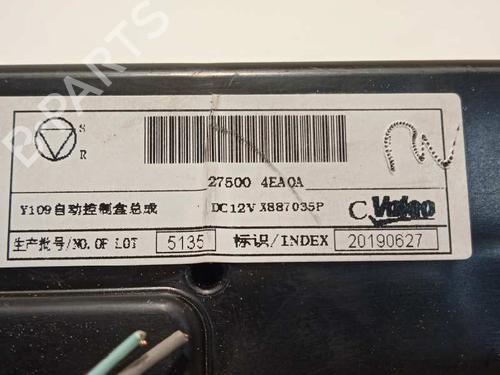 S
R
27500 4EA0A
Y109自动控制盒总成 DC12V X887035P C Valeo
生产批号/NO.OF LOT 5135 标识/INDEX 20190627
B-PARTS